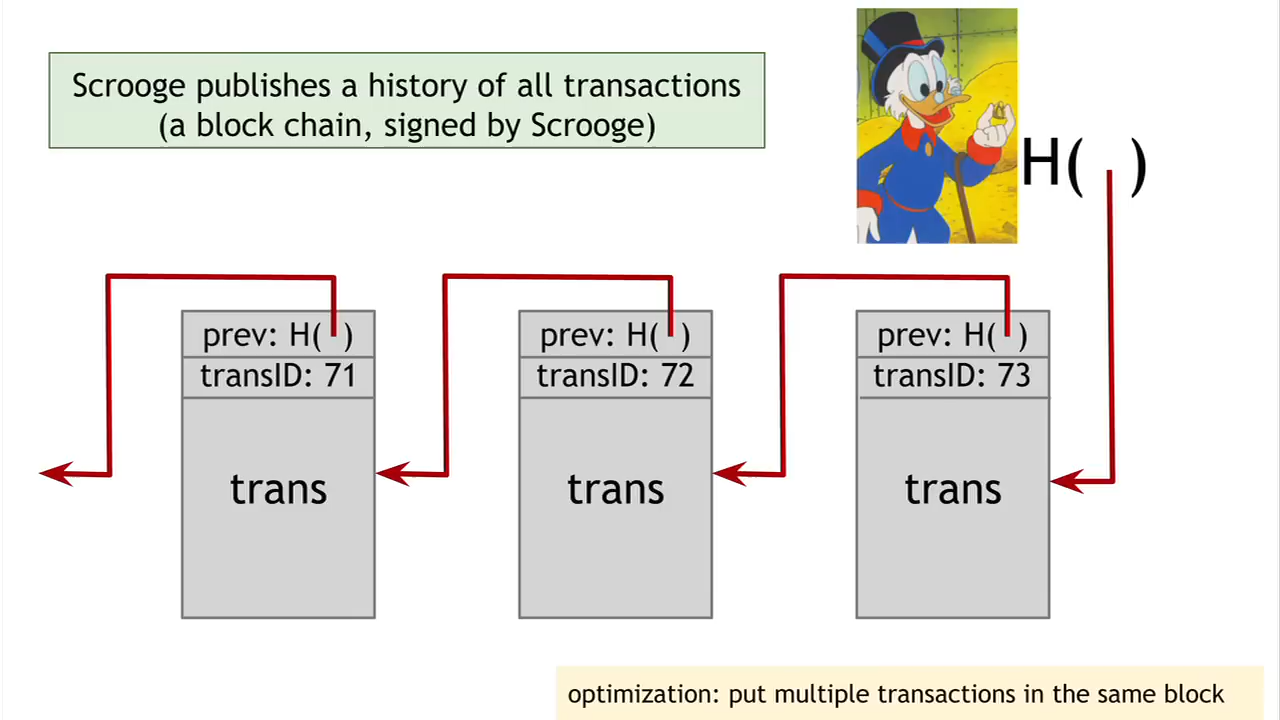 Scrooge publishes a history of all transactions
(a block chain, signed by Scrooge)
H( )
prev: H( )
transID: 71
trans
prev: H( )
transID: 72
trans
prev: H( )
transID: 73
trans
optimization: put multiple transactions in the same block